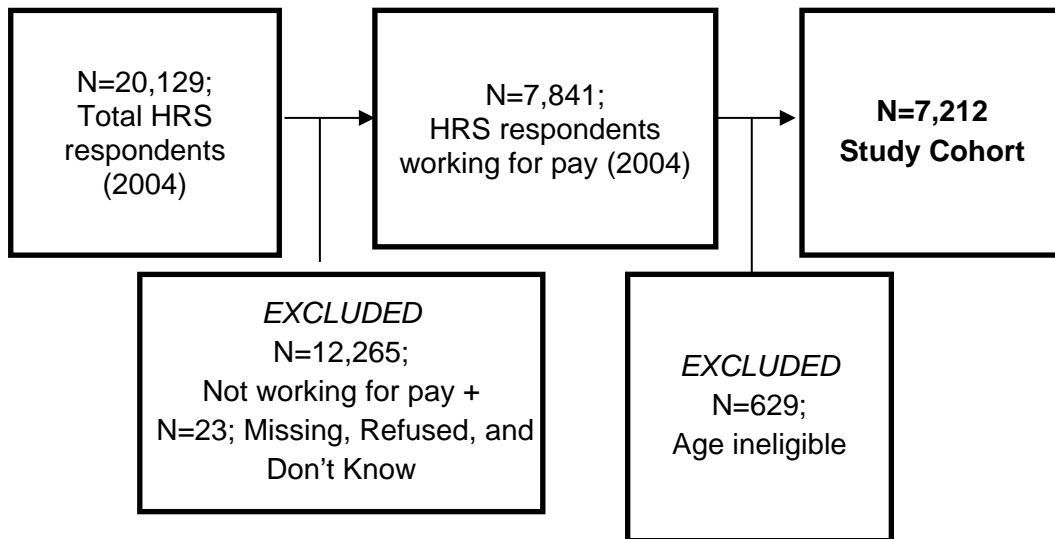 N=20,129;
Total HRS
respondents
(2004)
N=7,841;
HRS respondents
working for pay (2004)
N=7,212
Study Cohort
EXCLUDED
N=12,265;
Not working for pay +
N=23; Missing, Refused, and
Don’t Know
EXCLUDED
N=629;
Age ineligible